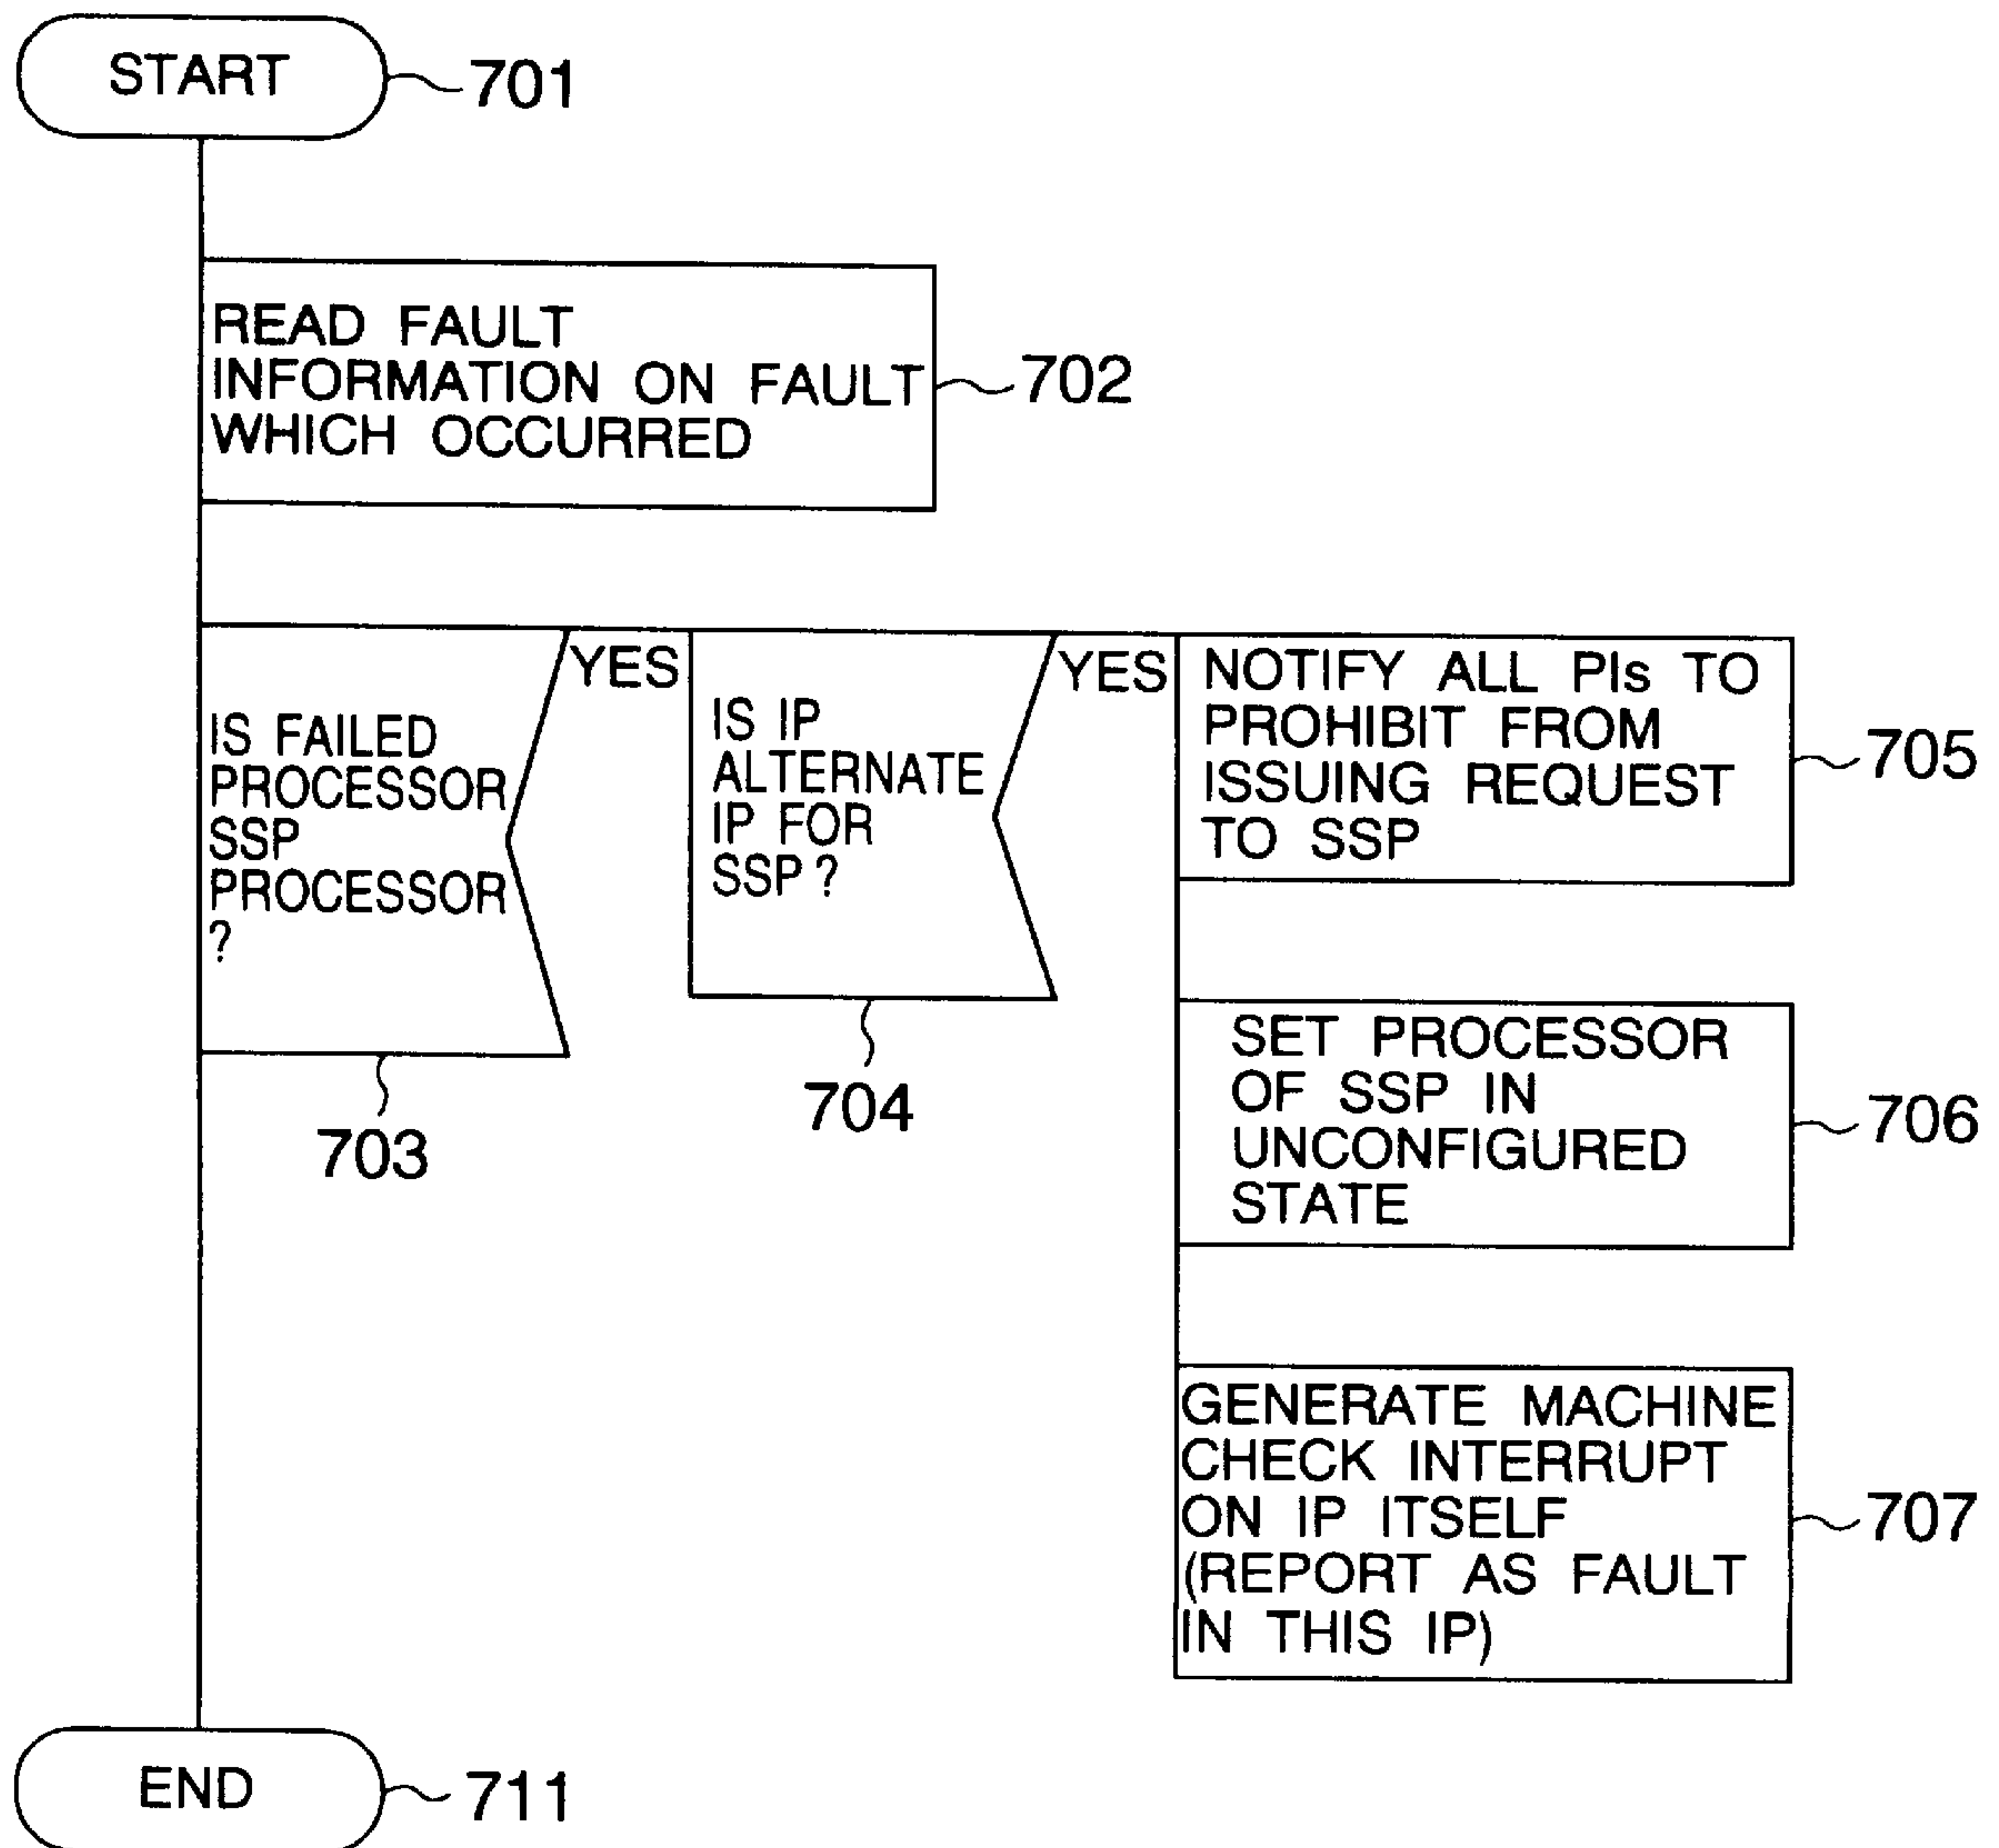 START
701
READ FAULT
INFORMATION ON FAULT
WHICH OCCURRED
702
IS FAILED
PROCESSOR
SSP
PROCESSOR
?
YES
703
IS IP
ALTERNATE
IP FOR
SSP ?
YES
704
NOTIFY ALL PIs TO
PROHIBIT FROM
ISSUING REQUEST
TO SSP
705
SET PROCESSOR
OF SSP IN
UNCONFIGURED
STATE
706
GENERATE MACHINE
CHECK INTERRUPT
ON IP ITSELF
(REPORT AS FAULT
IN THIS IP)
707
END
711